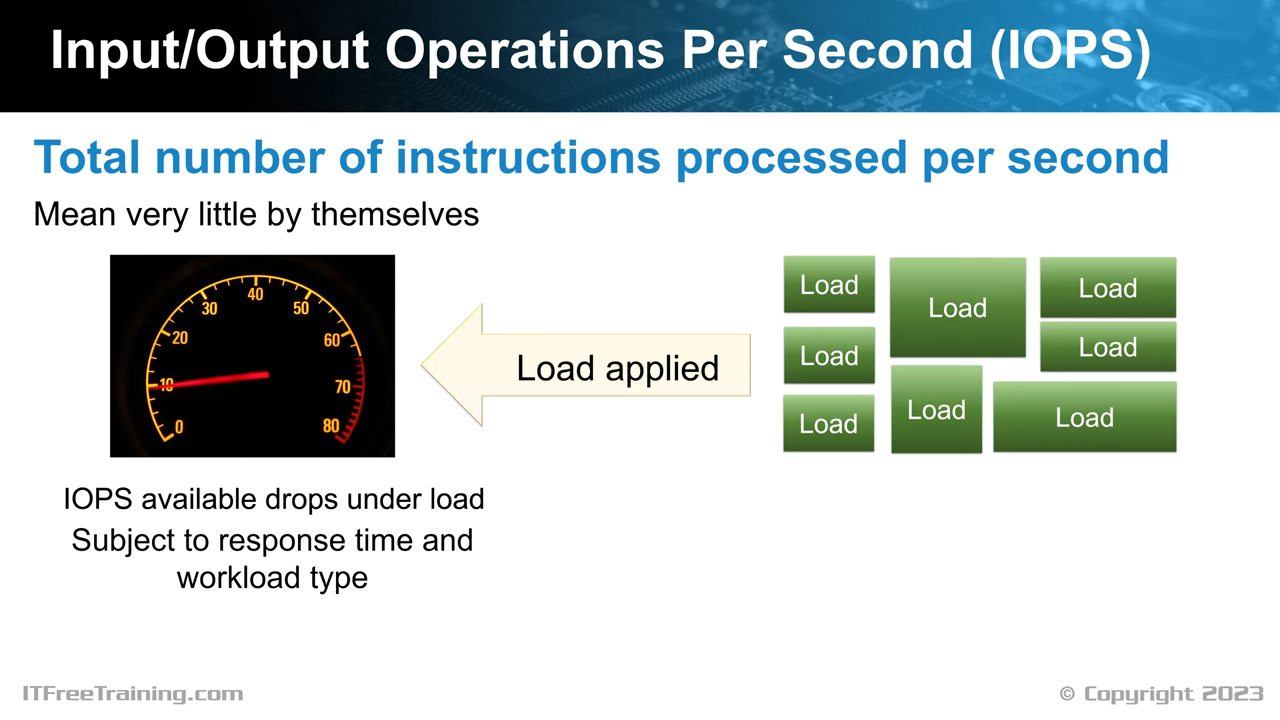 Input/Output Operations Per Second (IOPS)
Total number of instructions processed per second
Mean very little by themselves
40
30
50
20
60
10
70
0
80
Load applied
Load
Load
Load
Load
Load
Load
Load
Load
IOPS available drops under load
Subject to response time and
workload type
ITFreeTraining.com
© Copyright 2023